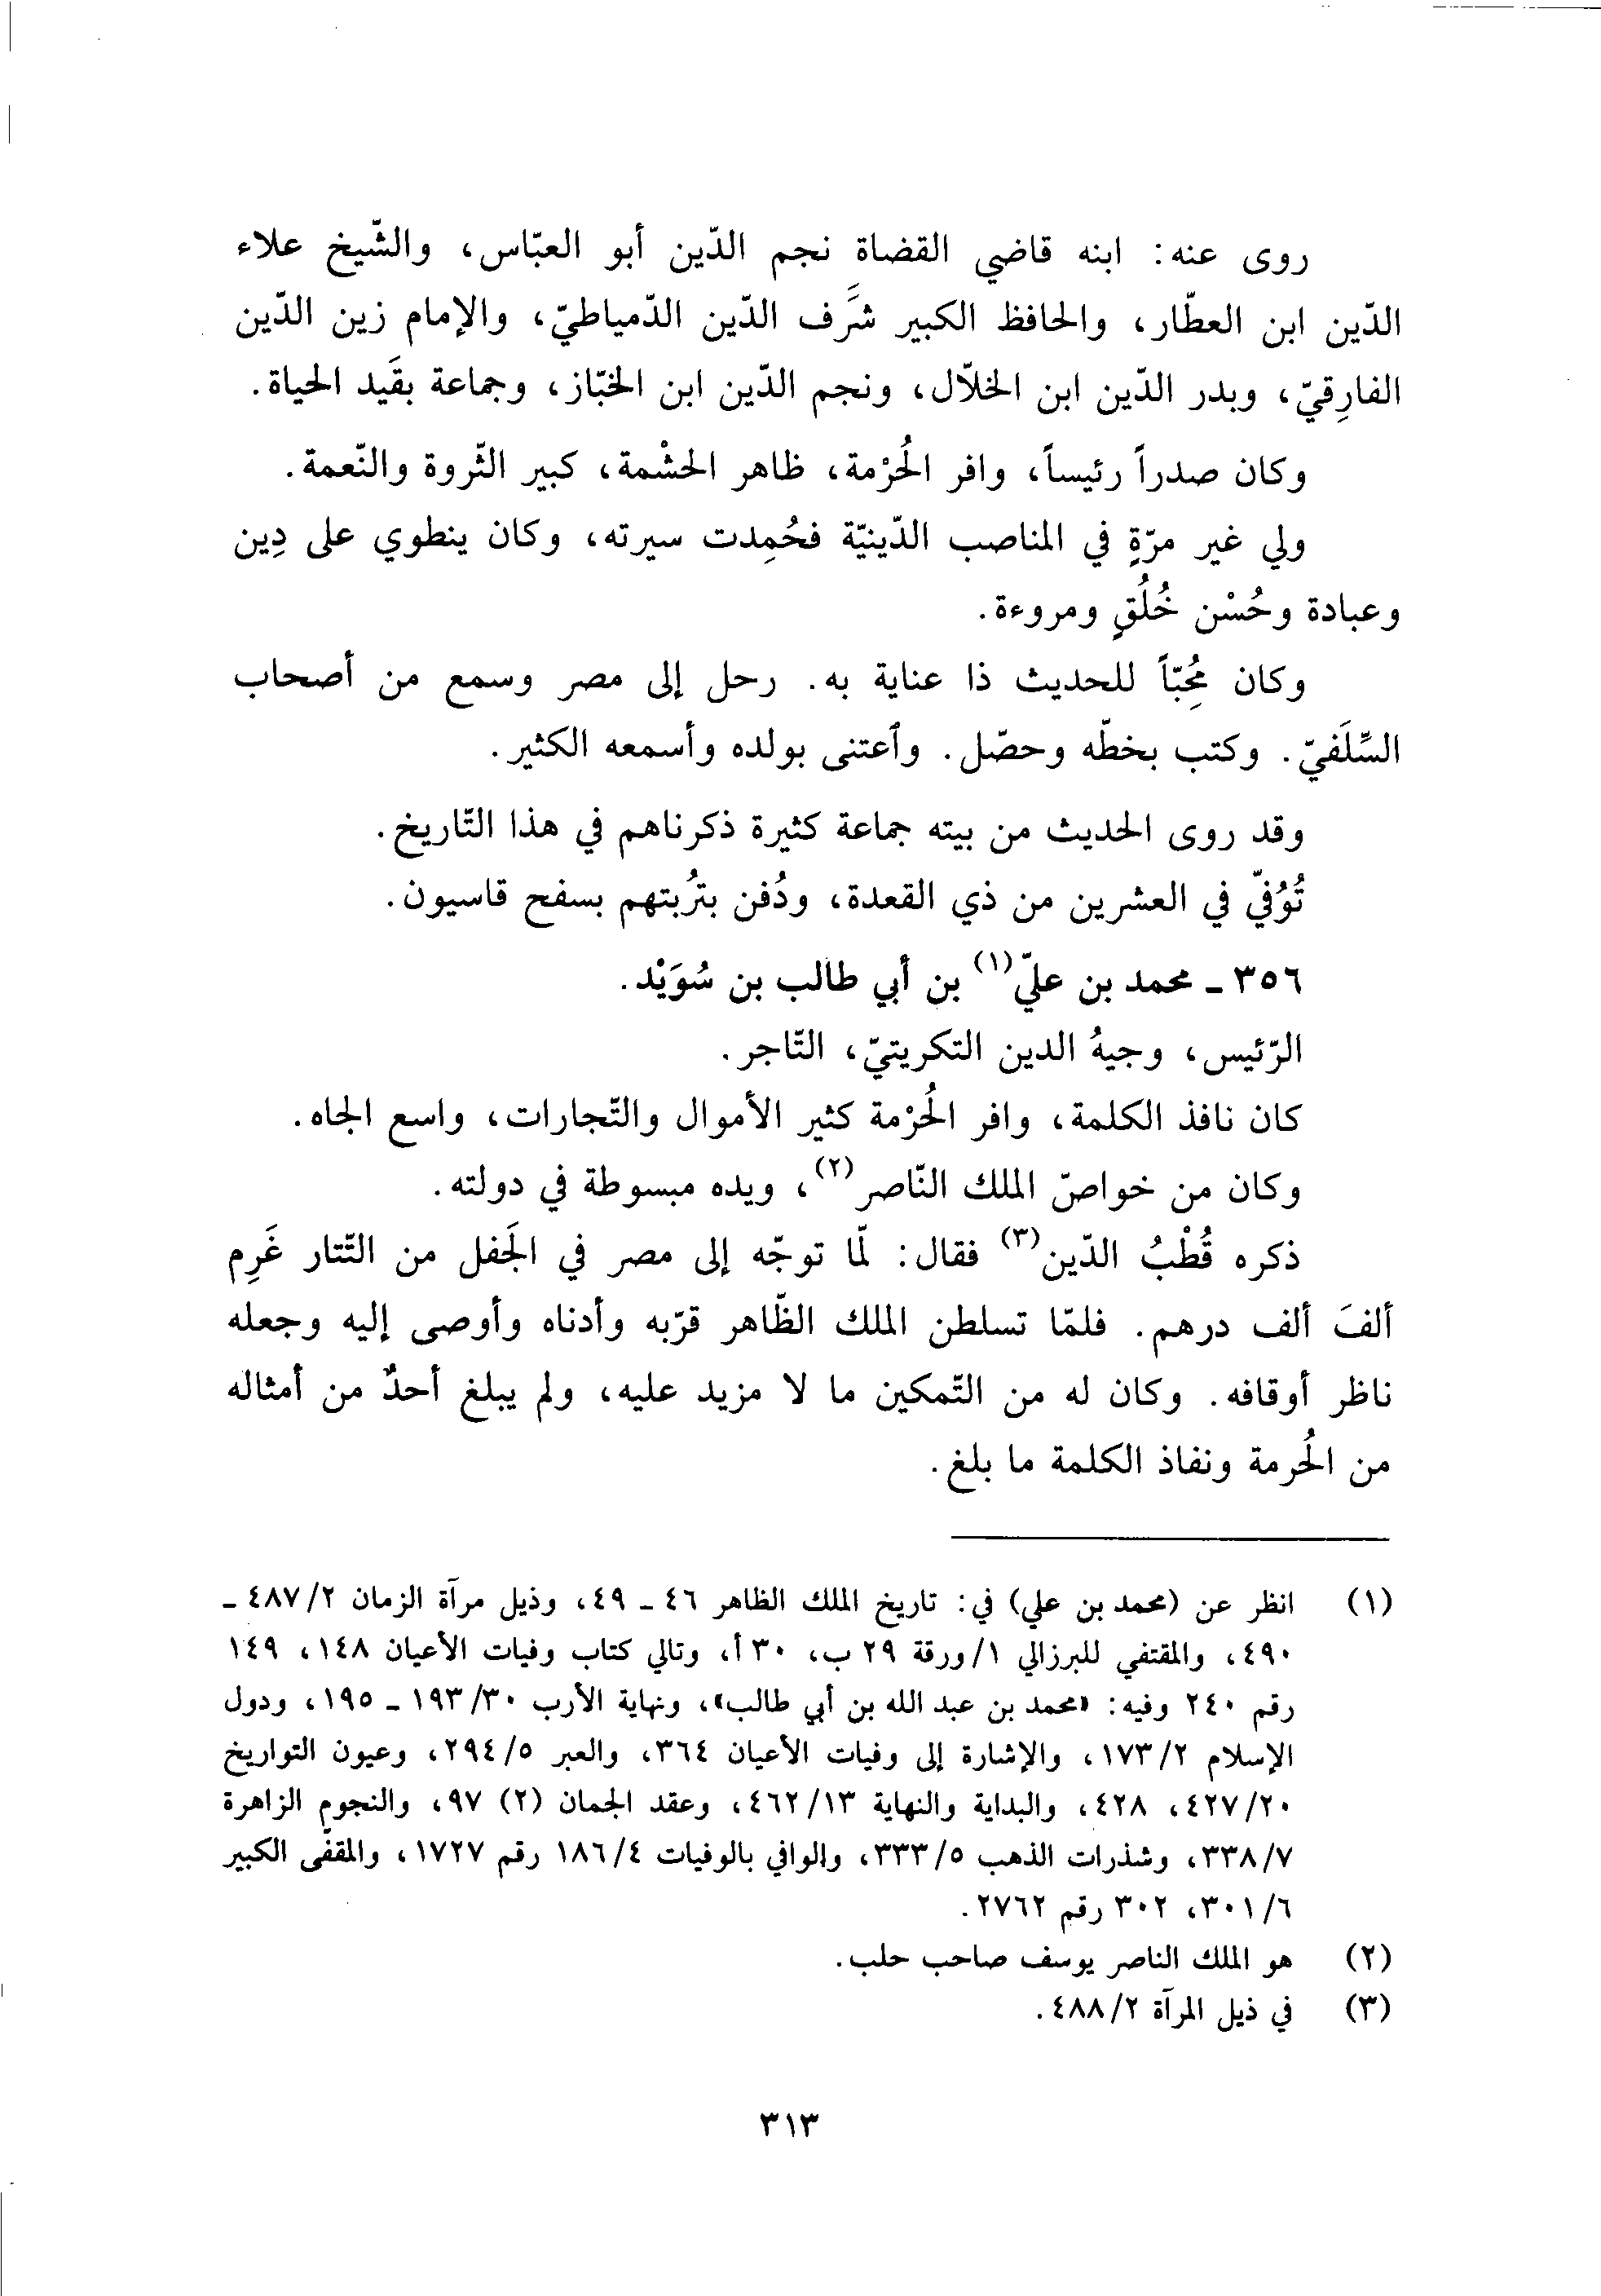 روى عنه: ابنه قاضي القضاة نجم الدّين أبو العبّاس، والشّيخ علاء
الدّين ابن العطّار، والحافظ الكبير شَرَف الدّين الدّمياطيّ، والإمام زين الدّين
الفارِقيّ، وبدر الدّين ابن الخلاّل، ونجم الدّين ابن الخبّاز، وجماعة بقَيد الحياة.
وكان صدراً رئيساً، وافر الحُرْمة، ظاهر الحشْمة، كبير الثّروة والنّعمة.
ولي غير مرّةٍ في المناصب الدّينيّة فحُمِدت سيرته، وكان ينطوي على دِين
وعبادة وحُسْن خُلُقٍ ومروءة.
وكان مُحِبّاً للحديث ذا عناية به. رحل إلى مصر وسمع من أصحاب
السِّلَفيّ. وكتب بخطّه وحصّل. وأعتنى بولده وأسمعه الكثير.
وقد روى الحديث من بيته جماعة كثيرة ذكرناهم في هذا التّاريخ.
تُوُفيّ في العشرين من ذي القعدة، ودُفن بتُربتهم بسفح قاسيون.
٣٥٦ ـ محمد بن عليّ(١) بن أبي طالب بن سُوَيْد.
الرّئيس، وجيهُ الدين التكريتيّ، التّاجر.
كان نافذ الكلمة، وافر الحُرْمة كثير الأموال والتّجارات، واسع الجاه.
وكان من خواصّ الملك النّاصر(٢)، ويده مبسوطة في دولته.
ذكره قُطْبُ الدّين(٣) فقال: لمّا توجّه إلى مصر في الجَفل من التّتار غَرِم
ألفَ ألف درهم. فلمّا تسلطن الملك الظّاهر قرّبه وأدناه وأوصى إليه وجعله
ناظر أوقافه. وكان له من التّمكين ما لا مزيد عليه، ولم يبلغ أحدٌ من أمثاله
من الحُرمة ونفاذ الكلمة ما بلغ.
(١) انظر عن (محمد بن علي) في: تاريخ الملك الظاهر ٤٦ ـ ٤٩، وذيل مرآة الزمان ٤٨٧/٢ ـ
٤٩٠، والمقتفي للبرزالي ١/ورقة ٢٩ ب، ٣٠ أ، وتالي كتاب وفيات الأعيان ١٤٨، ١٤٩
رقم ٢٤٠ وفيه: «محمد بن عبد الله بن أبي طالب»، ونهاية الأرب ١٩٣/٣٠ ـ ١٩٥، ودول
الإسلام ١٧٣/٢، والإشارة إلى وفيات الأعيان ٣٦٤، والعبر ٢٩٤/٥، وعيون التواريخ
٤٢٧/٢٠، ٤٢٨، والبداية والنهاية ٤٦٢/١٣، وعقد الجمان (٢) ٩٧، والنجوم الزاهرة
٣٣٨/٧، وشذرات الذهب ٣٣٣/٥، والوافي بالوفيات ١٨٦/٤ رقم ١٧٢٧، والمقفّى الكبير
٣٠١/٦، ٣٠٢ رقم ٢٧٦٢.
(٢) هو الملك الناصر يوسف صاحب حلب.
(٣) في ذيل المرآة ٤٨٨/٢.
٣١٣